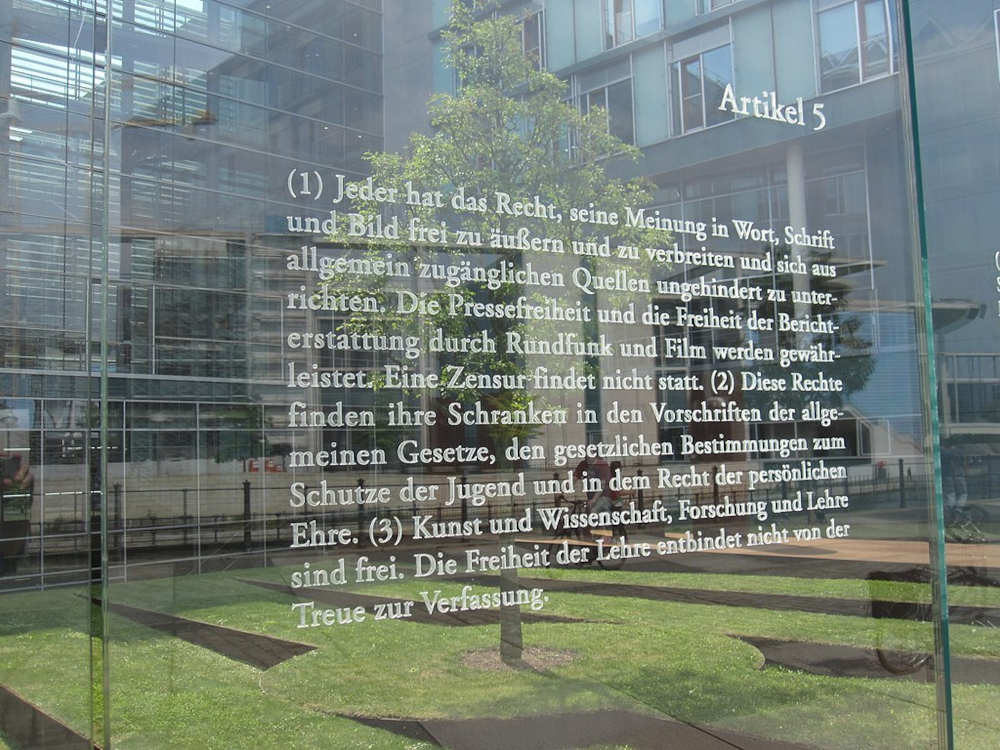 Artikel 5
(1) Jeder hat das Recht, seine Meinung in Wort, Schrift
und Bild frei zu äußern und zu verbreiten und sich aus
allgemein zugänglichen Quellen ungehindert zu unter-
richten. Die Pressefreiheit und die Freiheit der Bericht-
erstattung durch Rundfunk und Film werden gewähr-
leistet. Eine Zensur findet nicht statt. (2) Diese Rechte
finden ihre Schranken in den Vorschriften der allge-
meinen Gesetze, den gesetzlichen Bestimmungen zum
Schutze der Jugend und in dem Recht der persönlichen
Ehre. (3) Kunst und Wissenschaft, Forschung und Lehre
sind frei. Die Freiheit der Lehre entbindet nicht von der
Treue zur Verfassung.